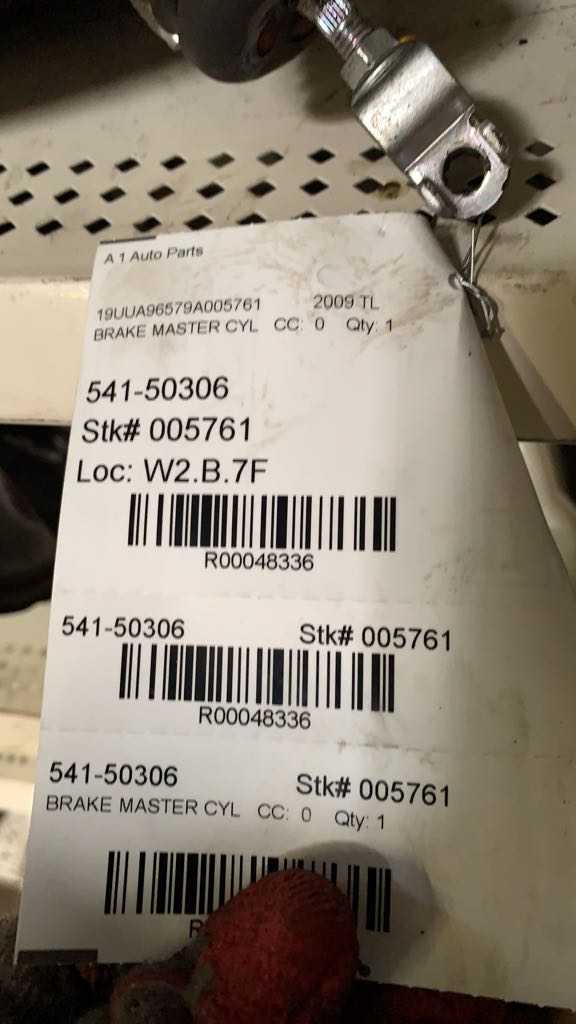 A 1 Auto Parts
19UUA96579A005761 2009 TL
BRAKE MASTER CYL CC: 0 Qty: 1
541-50306
Stk# 005761
Loc: W2.B.7F
R00048336
541-50306 Stk# 005761
R00048336
541-50306 Stk# 005761
BRAKE MASTER CYL CC: 0 Qty: 1